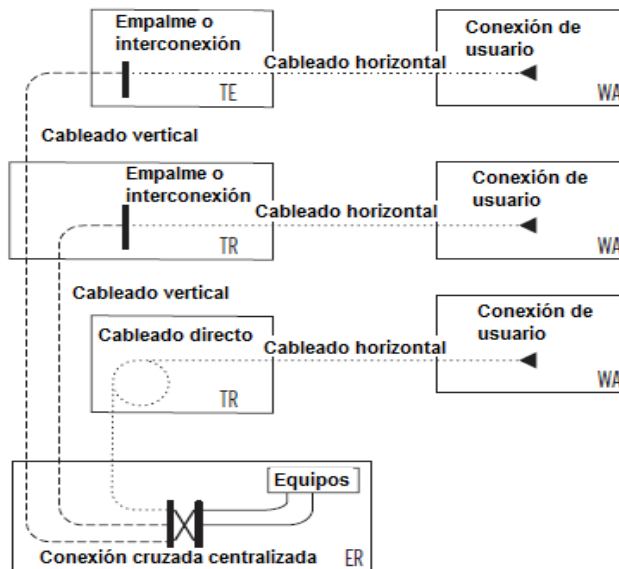 Empalme o
interconexión
Cableado horizontal
TE
Conexión de
usuario
WA
Cableado vertical
Empalme o
interconexión
Cableado horizontal
TR
Conexión de
usuario
WA
Cableado vertical
Cableado directo
Cableado horizontal
TR
Conexión de
usuario
WA
Equipos
Conexión cruzada centralizada
ER